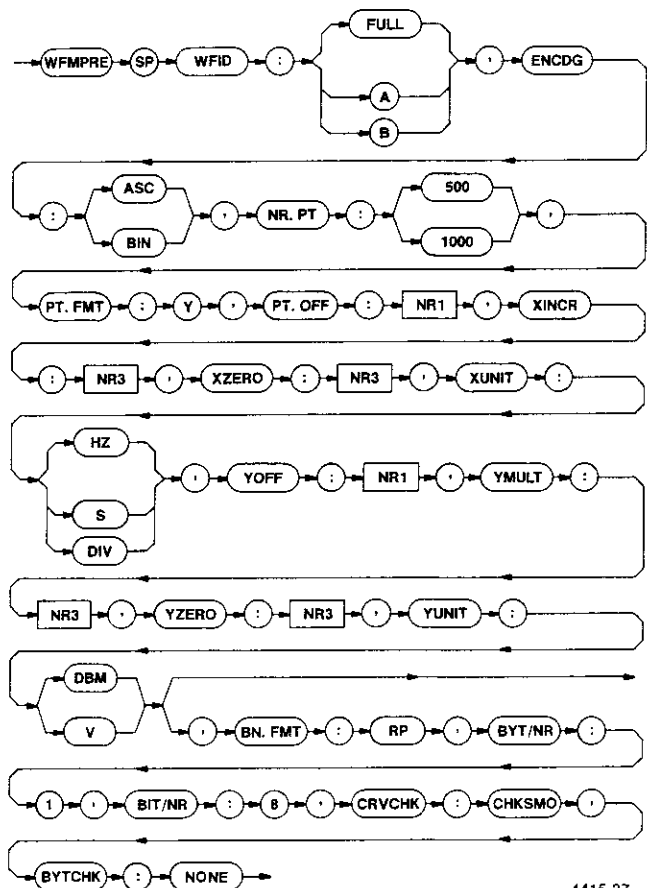 FULL
WFMPRE SP WFID : A , ENCDG
B
ASC 500
: , NR. PT : ,
BIN 1000
PT. FMT : Y , PT. OFF : NR1 , XINCR
: NR3 , XZERO : NR3 , XUNIT :
HZ
S , YOFF : NR1 , YMULT :
DIV
NR3 , YZERO : NR3 , YUNIT :
DBM
V , BN. FMT : RP , BYT/NR :
1 , BIT/NR : 8 , CRVCHK : CHKSMO ,
BYTCHK : NONE